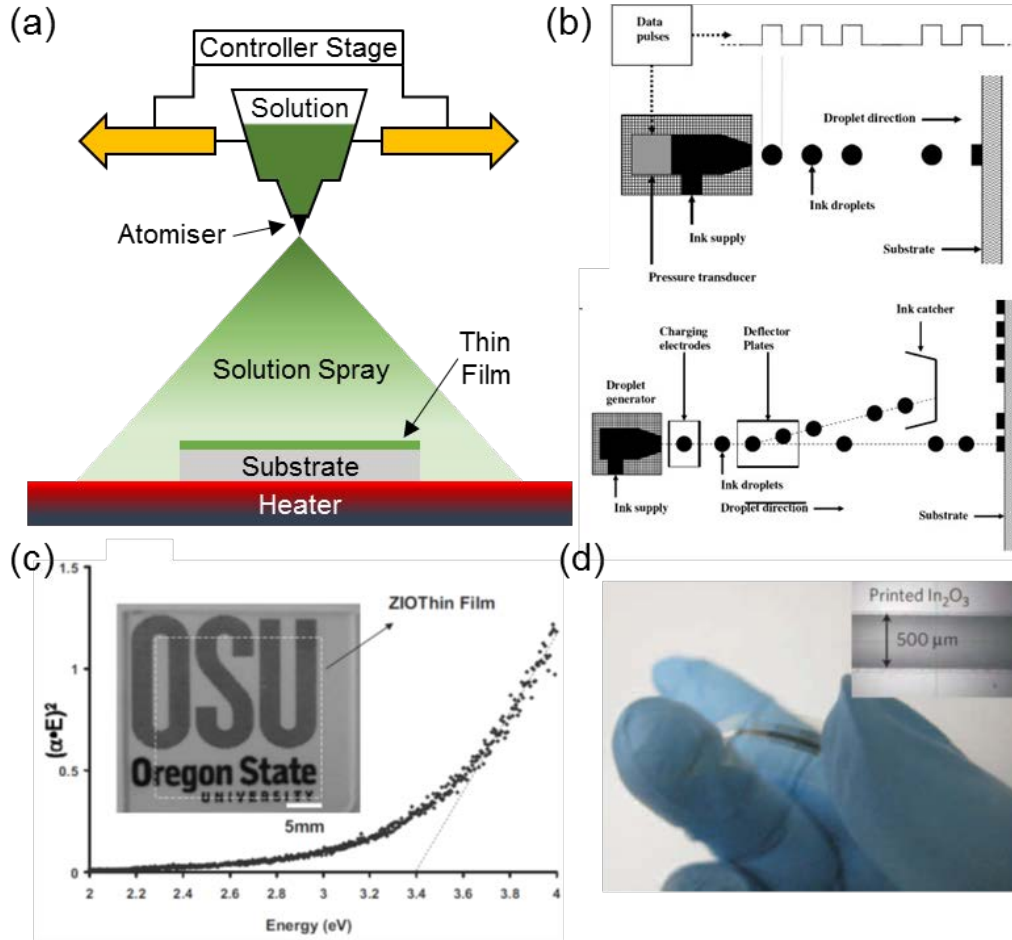 (a)
Controller Stage
Solution
Atomiser
Solution Spray
Thin
Film
Substrate
Heater
(b)
Data
pulses
Droplet direction
Ink droplets
Ink supply
Substrate
Pressure transducer
Ink catcher
Charging
electrodes
Deflector
Plates
Droplet
generator
Ink droplets
Ink supply
Droplet direction
Substrate
(c)
1.5
ZIOThin Film
OSU
Oregon State
UNIVERSITY
5mm
1
(α•E)²
0.5
0
2
2.2
2.4
2.6
2.8
3
3.2
3.4
3.6
3.8
4
Energy (eV)
(d)
Printed In₂O₃
500 µm